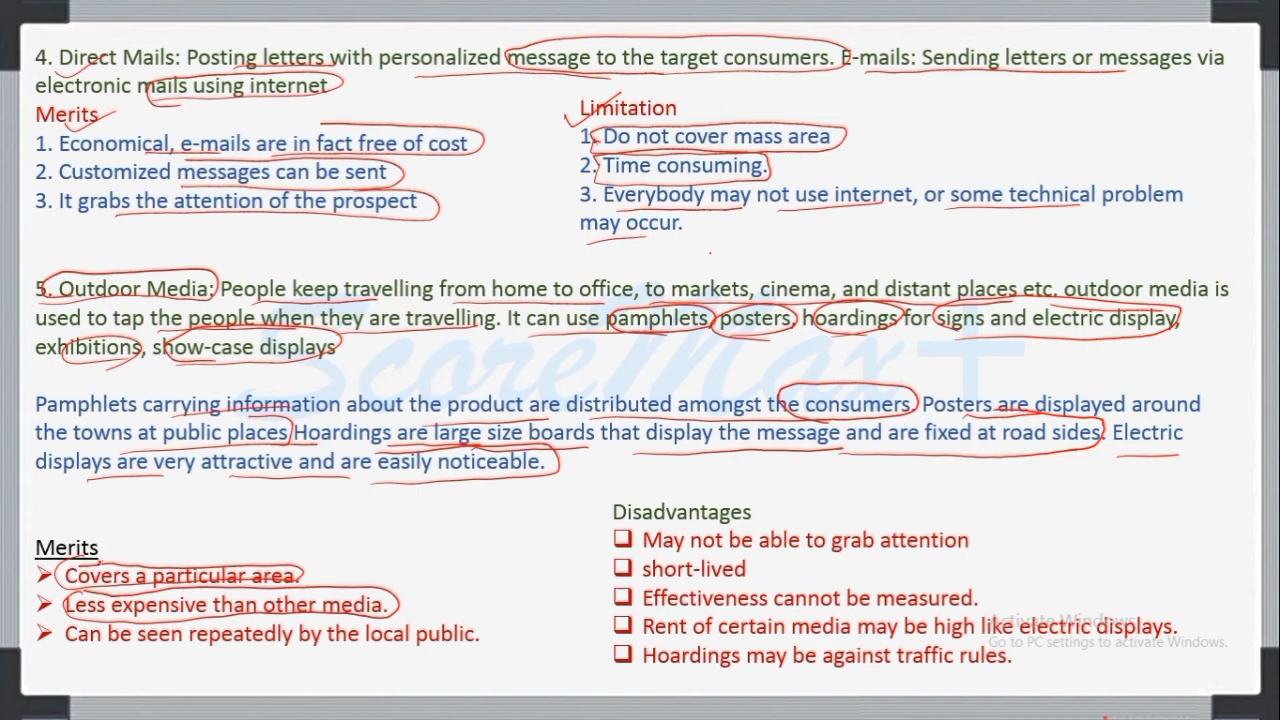 4. Direct Mails: Posting letters with personalized message to the target consumers. E-mails: Sending letters or messages via
electronic mails using internet
Merits
1. Economical, e-mails are in fact free of cost
2. Customized messages can be sent
3. It grabs the attention of the prospect
Limitation
1. Do not cover mass area
2. Time consuming.
3. Everybody may not use internet, or some technical problem
may occur.
5. Outdoor Media: People keep travelling from home to office, to markets, cinema, and distant places etc. outdoor media is
used to tap the people when they are travelling. It can use pamphlets, posters, hoardings for signs and electric display,
exhibitions, show-case displays
ScoreMax+
Pamphlets carrying information about the product are distributed amongst the consumers. Posters are displayed around
the towns at public places Hoardings are large size boards that display the message and are fixed at road sides. Electric
displays are very attractive and are easily noticeable.
Merits
➢ Covers a particular area.
➢ Less expensive than other media.
➢ Can be seen repeatedly by the local public.
Disadvantages
❑ May not be able to grab attention
❑ short-lived
❑ Effectiveness cannot be measured.
❑ Rent of certain media may be high like electric displays.
❑ Hoardings may be against traffic rules.
Activate Windows
Go to PC settings to activate Windows.